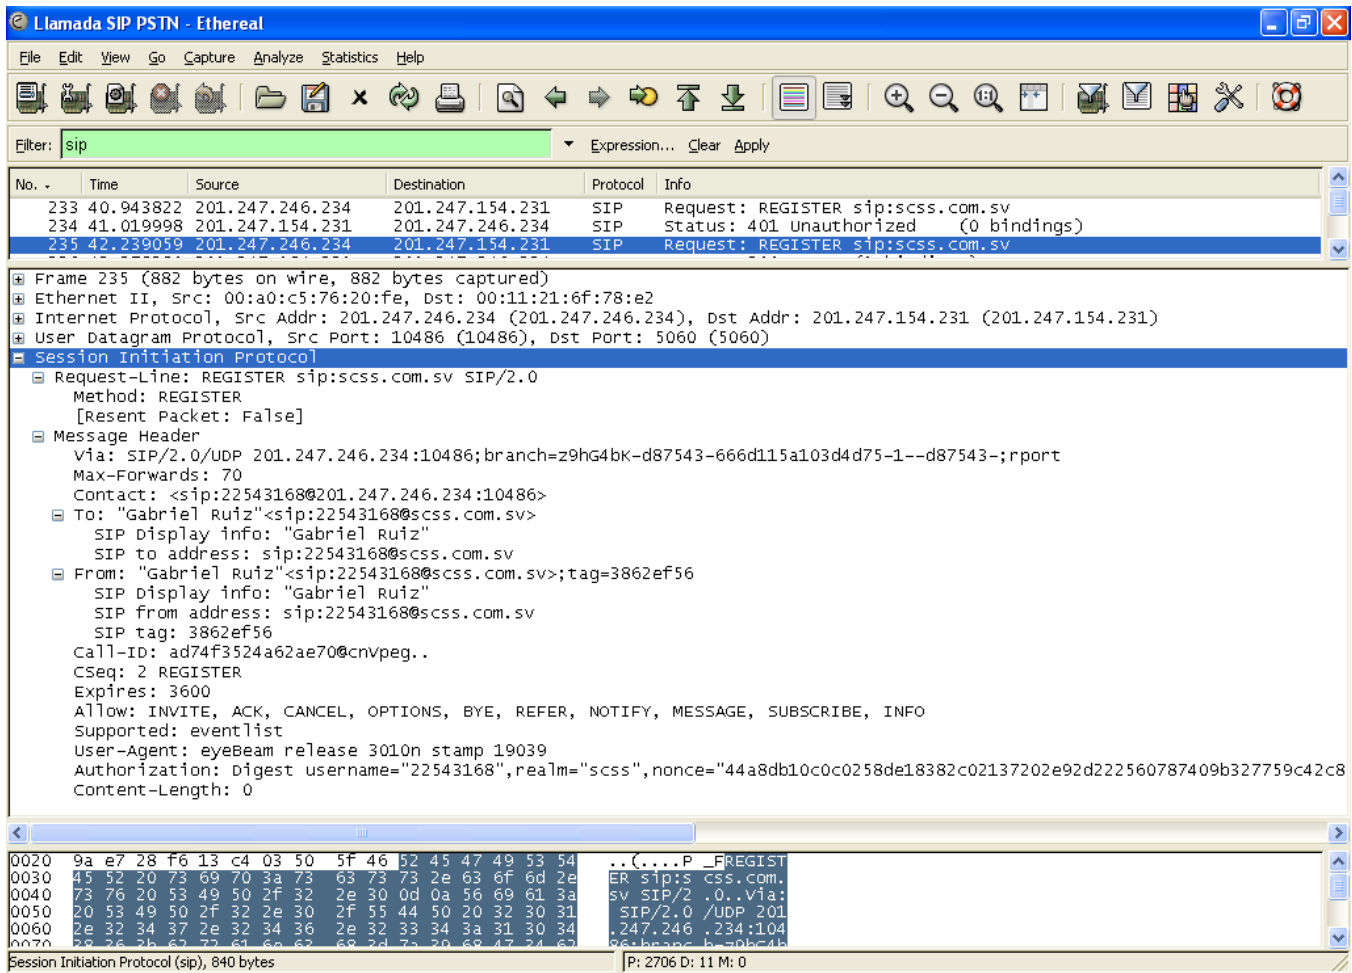 Llamada SIP PSTN - Ethereal
File Edit View Go Capture Analyze Statistics Help
Filter: sip Expression... Clear Apply
No. Time Source Destination Protocol Info
233 40.943822 201.247.246.234 201.247.154.231 SIP Request: REGISTER sip:scss.com.sv
234 41.019998 201.247.154.231 201.247.246.234 SIP Status: 401 Unauthorized (0 bindings)
235 42.239059 201.247.246.234 201.247.154.231 SIP Request: REGISTER sip:scss.com.sv
Frame 235 (882 bytes on wire, 882 bytes captured)
Ethernet II, Src: 00:a0:c5:76:20:fe, Dst: 00:11:21:6f:78:e2
Internet Protocol, Src Addr: 201.247.246.234 (201.247.246.234), Dst Addr: 201.247.154.231 (201.247.154.231)
User Datagram Protocol, Src Port: 10486 (10486), Dst Port: 5060 (5060)
Session Initiation Protocol
Request-Line: REGISTER sip:scss.com.sv SIP/2.0
Method: REGISTER
[Resent Packet: False]
Message Header
Via: SIP/2.0/UDP 201.247.246.234:10486;branch=z9hG4bK-d87543-666d115a103d4d75-1--d87543-;rport
Max-Forwards: 70
Contact: <sip:22543168@201.247.246.234:10486>
To: "Gabriel Ruiz"<sip:22543168@scss.com.sv>
SIP Display info: "Gabriel Ruiz"
SIP to address: sip:22543168@scss.com.sv
From: "Gabriel Ruiz"<sip:22543168@scss.com.sv>;tag=3862ef56
SIP Display info: "Gabriel Ruiz"
SIP from address: sip:22543168@scss.com.sv
SIP tag: 3862ef56
Call-ID: ad74f3524a62ae70@cnVpeg..
CSeq: 2 REGISTER
Expires: 3600
Allow: INVITE, ACK, CANCEL, OPTIONS, BYE, REFER, NOTIFY, MESSAGE, SUBSCRIBE, INFO
Supported: eventlist
User-Agent: eyeBeam release 3010n stamp 19039
Authorization: Digest username="22543168",realm="scss",nonce="44a8db10c0c0258de18382c02137202e92d222560787409b327759c42c8
Content-Length: 0
0020 9a e7 28 f6 13 c4 03 50 5f 46 52 45 47 49 53 54 ..(....P _FREGIST
0030 45 52 20 73 69 70 3a 73 63 73 73 2e 63 6f 6d 2e ER sip:s css.com.
0040 73 76 20 53 49 50 2f 32 2e 30 0d 0a 56 69 61 3a sv SIP/2 .0..Via:
0050 20 53 49 50 2f 32 2e 30 2f 55 44 50 20 32 30 31 SIP/2.0 /UDP 201
0060 2e 32 34 37 2e 32 34 36 2e 32 33 34 3a 31 30 34 .247.246 .234:104
0070 38 36 3b 62 72 61 6e 63 68 3d 7a 39 68 47 34 62 86;branc h=z9hG4b
Session Initiation Protocol (sip), 840 bytes P: 2706 D: 11 M: 0